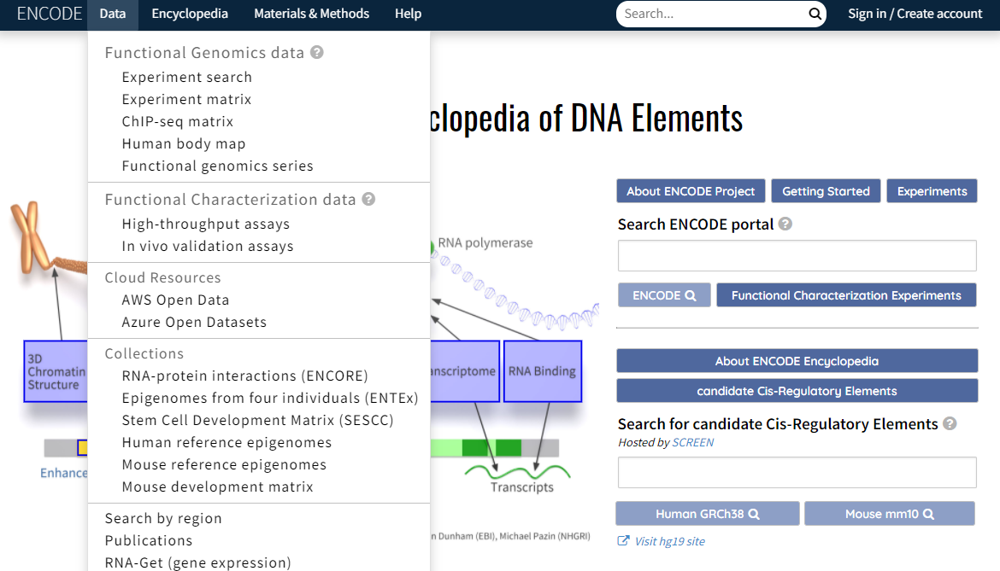 ENCODE Data Encyclopedia Materials & Methods Help Search... Sign in / Create account
Functional Genomics data ?
Experiment search
Experiment matrix
ChIP-seq matrix
Human body map
Functional genomics series
Functional Characterization data ?
High-throughput assays
In vivo validation assays
Cloud Resources
AWS Open Data
Azure Open Datasets
Collections
RNA-protein interactions (ENCORE)
Epigenomes from four individuals (ENTEx)
Stem Cell Development Matrix (SESCC)
Human reference epigenomes
Mouse reference epigenomes
Mouse development matrix
Search by region
Publications
RNA-Get (gene expression)
clopedia of DNA Elements
3D
Chromatin
Structure
Enhance
RNA polymerase
anscriptome
RNA Binding
Transcripts
n Dunham (EBI), Michael Pazin (NHGRI)
About ENCODE Project Getting Started Experiments
Search ENCODE portal ?
ENCODE Functional Characterization Experiments
About ENCODE Encyclopedia
candidate Cis-Regulatory Elements
Search for candidate Cis-Regulatory Elements ?
Hosted by SCREEN
Human GRCh38 Mouse mm10
Visit hg19 site